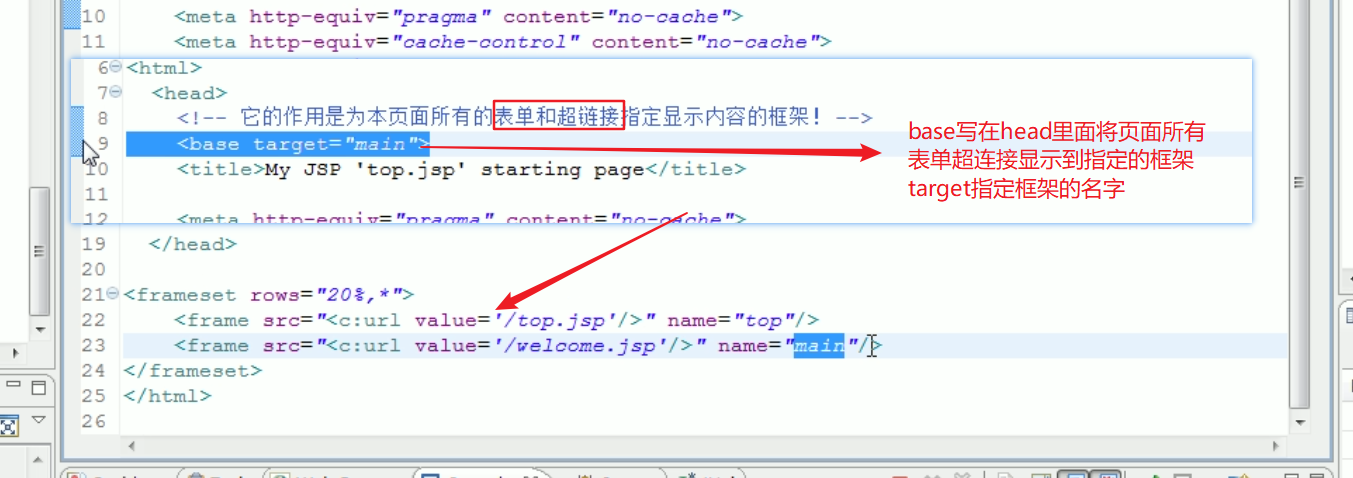 10 <meta http-equiv="pragma" content="no-cache">
11 <meta http-equiv="cache-control" content="no-cache">
6 <html>
7 <head>
8 <!-- 它的作用是为本页面所有的表单和超链接指定显示内容的框架! -->
9 <base target="main">
10 <title>My JSP 'top.jsp' starting page</title>
11
12 <meta http-equiv="pragma" content="no-cache">
base写在head里面将页面所有
表单超连接显示到指定的框架
target指定框架的名字
19 </head>
20
21 <frameset rows="20%,*">
22 <frame src="<c:url value='/top.jsp'/>" name="top"/>
23 <frame src="<c:url value='/welcome.jsp'/>" name="main"/>
24 </frameset>
25 </html>
26